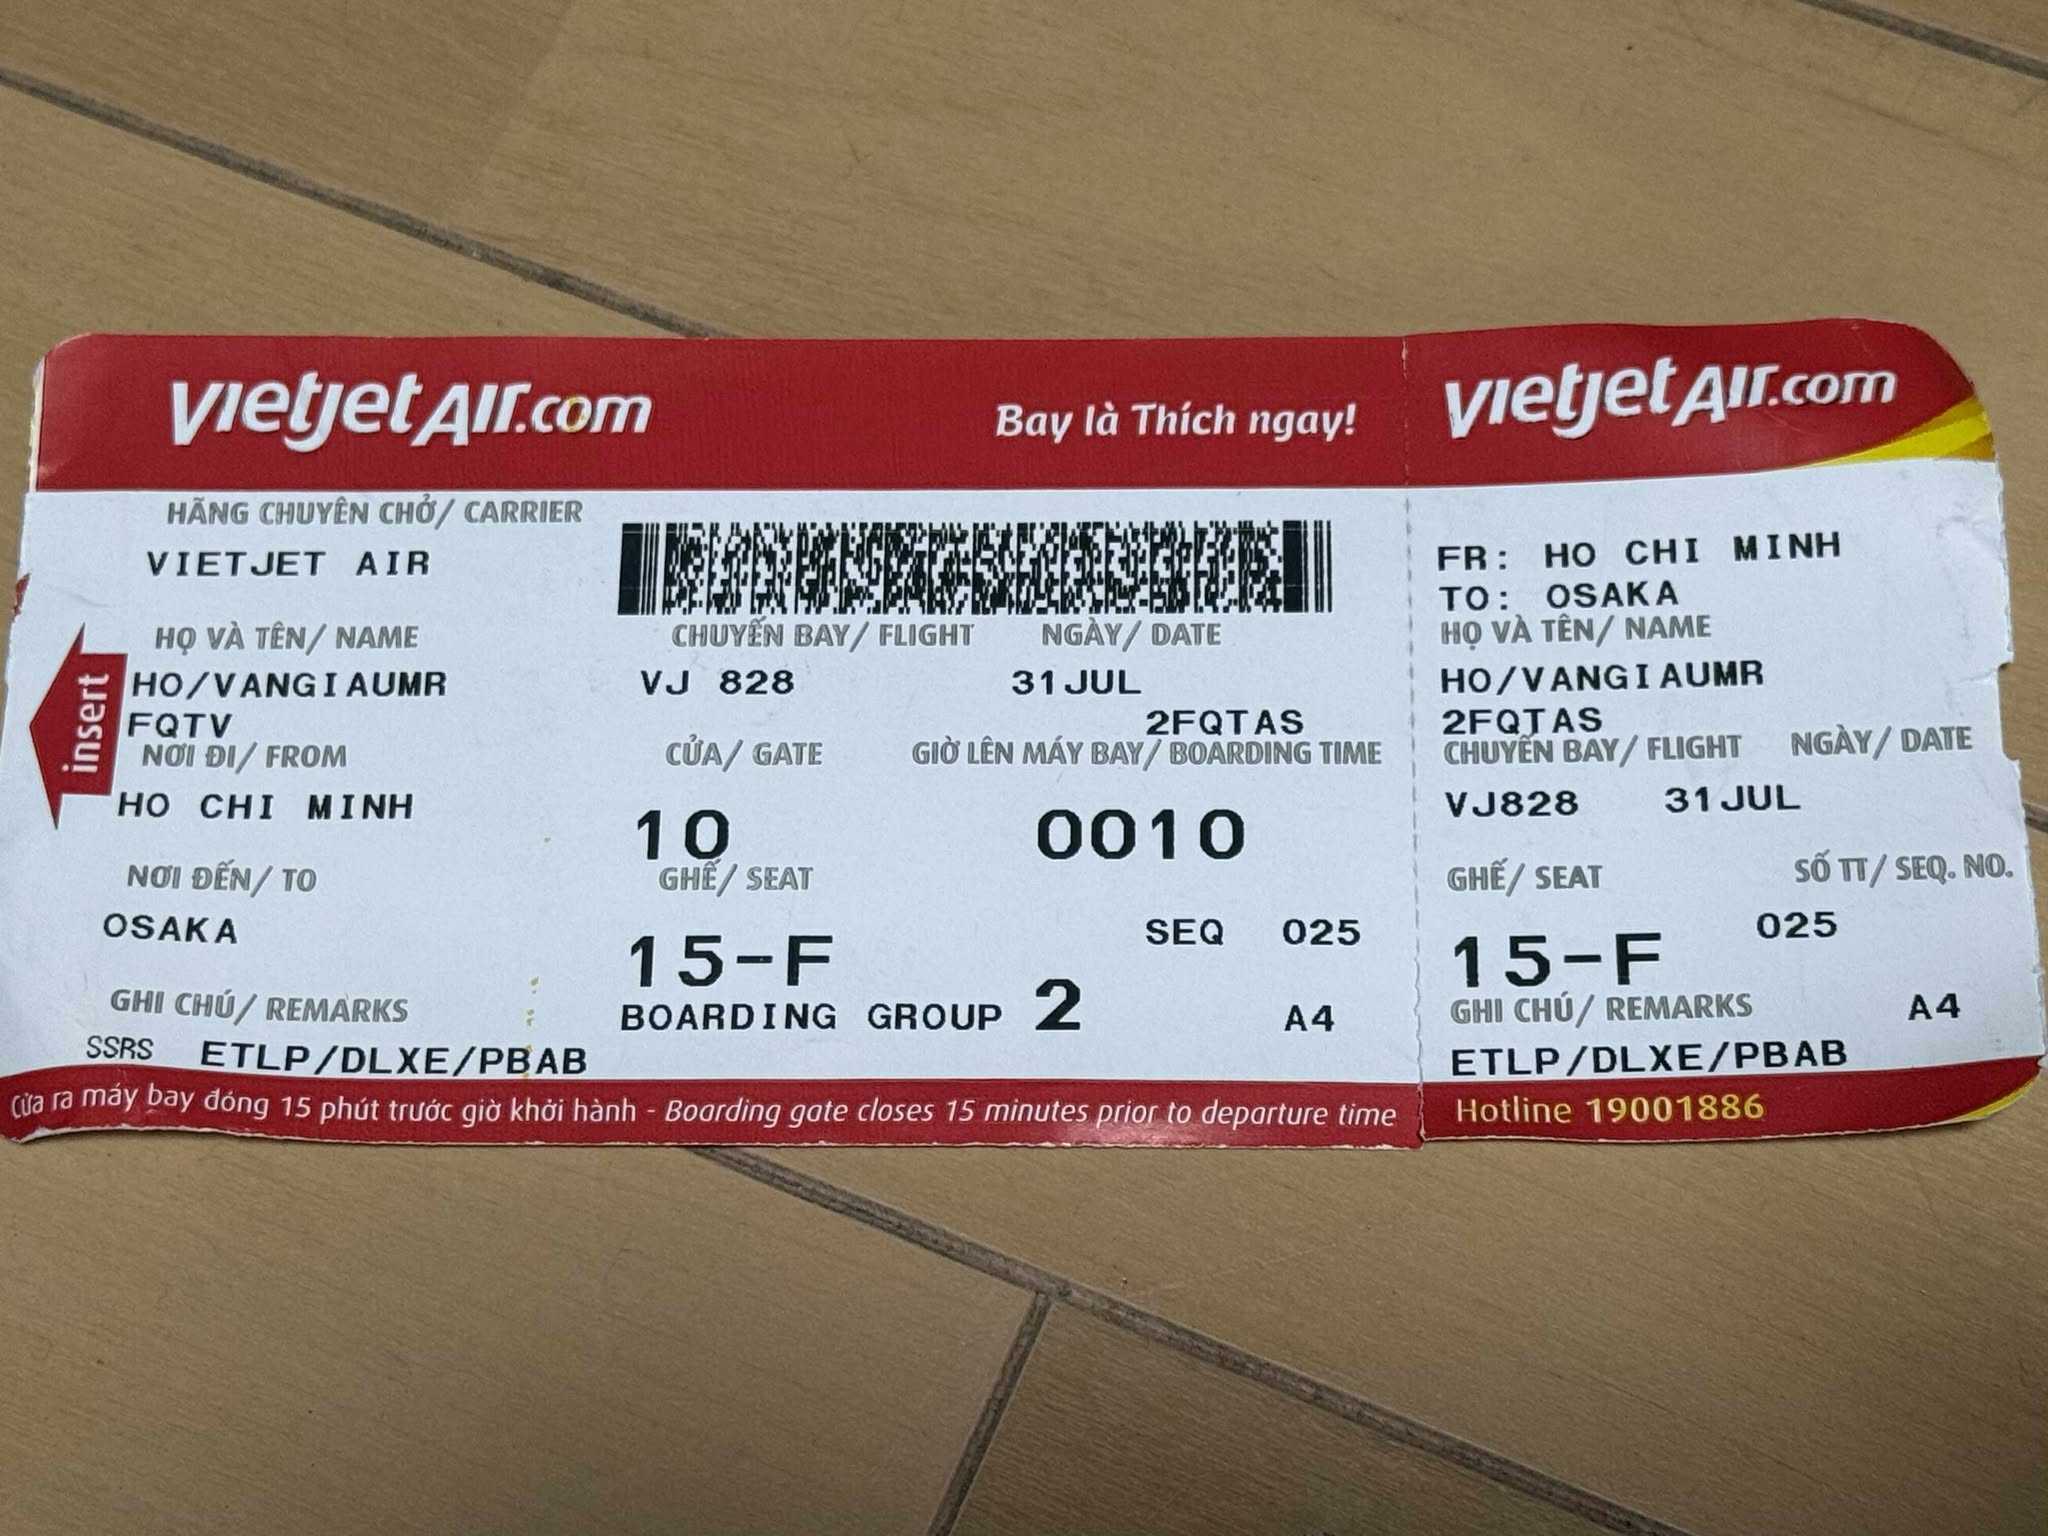 vietjetAir.com
Bay là Thích ngay!
HÃNG CHUYÊN CHỞ/ CARRIER
VIETJET AIR
HỌ VÀ TÊN/ NAME
CHUYẾN BAY/ FLIGHT NGÀY/ DATE
HO/VANGIAUMR
VJ 828 31JUL
FQTV
2FQTAS
NƠI ĐI/ FROM
CỬA/ GATE GIỜ LÊN MÁY BAY/ BOARDING TIME
HO CHI MINH
10 0010
NƠI ĐẾN/ TO
GHẾ/ SEAT
OSAKA
15-F SEQ 025
GHI CHÚ/ REMARKS
BOARDING GROUP 2 A4
SSRS ETLP/DLXE/PBAB
insert
Cửa ra máy bay đóng 15 phút trước giờ khởi hành - Boarding gate closes 15 minutes prior to departure time
vietjetAir.com
FR: HO CHI MINH
TO: OSAKA
HỌ VÀ TÊN/ NAME
HO/VANGIAUMR
2FQTAS
CHUYẾN BAY/ FLIGHT NGÀY/ DATE
VJ828 31JUL
GHẾ/ SEAT SỐ TT/ SEQ. NO.
15-F 025
GHI CHÚ/ REMARKS A4
ETLP/DLXE/PBAB
Hotline 19001886